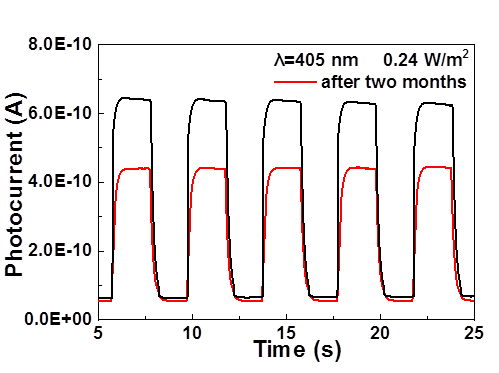 8.0E-10
λ=405 nm 0.24 W/m²
after two months
6.0E-10
4.0E-10
2.0E-10
0.0E+00
Photocurrent (A)
5 10 15 20 25
Time (s)